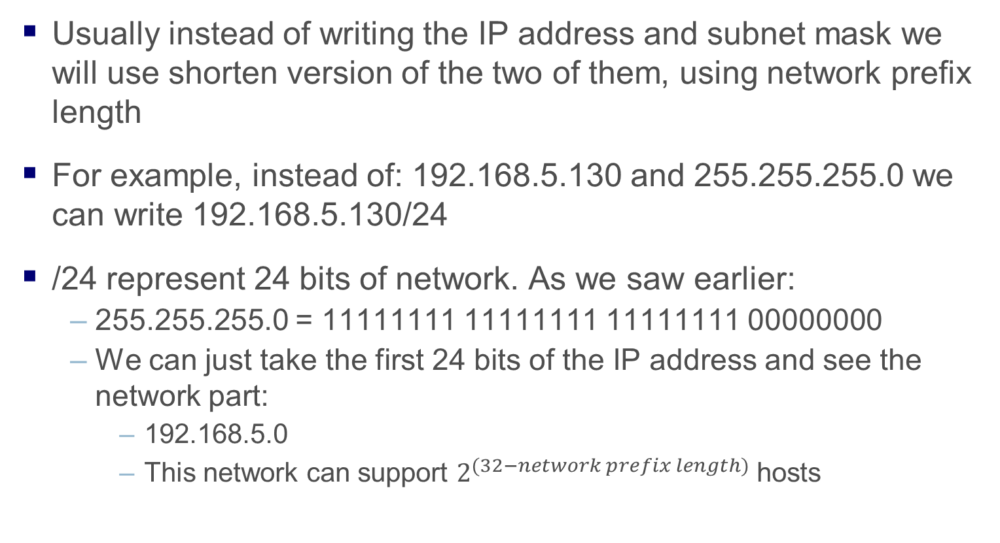 ▪ Usually instead of writing the IP address and subnet mask we
will use shorten version of the two of them, using network prefix
length
▪ For example, instead of: 192.168.5.130 and 255.255.255.0 we
can write 192.168.5.130/24
▪ /24 represent 24 bits of network. As we saw earlier:
– 255.255.255.0 = 11111111 11111111 11111111 00000000
– We can just take the first 24 bits of the IP address and see the
network part:
– 192.168.5.0
– This network can support 2^(32−network prefix length) hosts